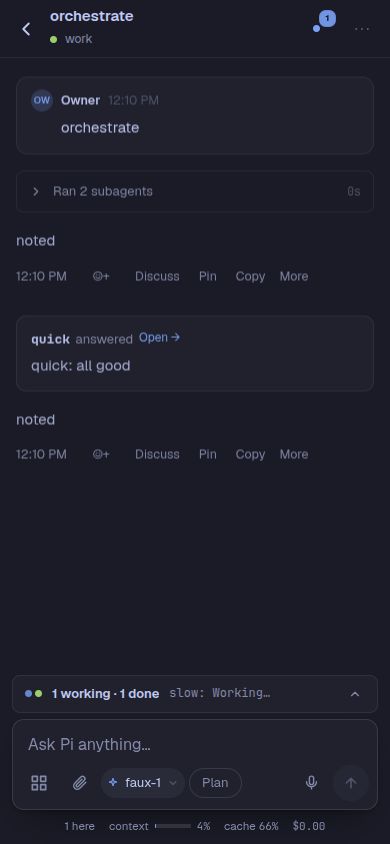 orchestrate
work
1
OW Owner 12:10 PM
orchestrate
Ran 2 subagents 0s
noted
12:10 PM Discuss Pin Copy More
quick answered Open →
quick: all good
noted
12:10 PM Discuss Pin Copy More
1 working · 1 done slow: Working…
Ask Pi anything…
faux-1 Plan
1 here context 4% cache 66% $0.00